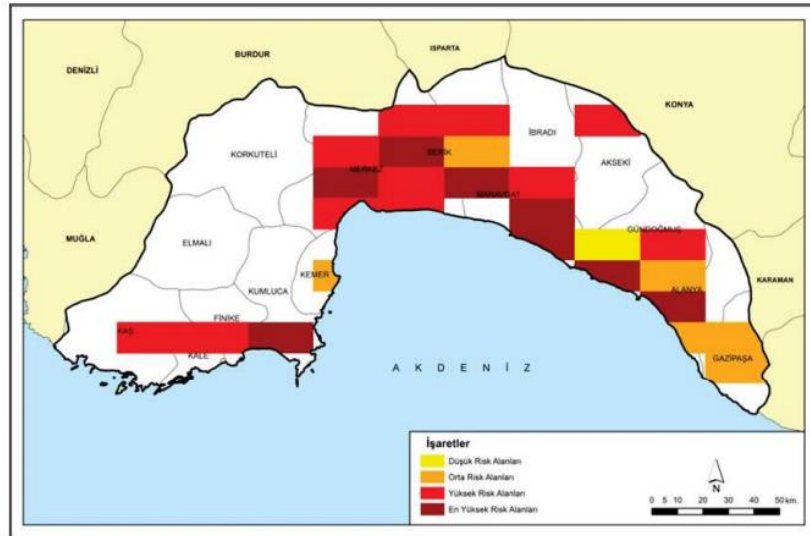 ISPARTA
BURDUR
DENİZLİ
KONYA
İBRADI
KORKUTELİ
SERİK
AKSEKİ
MERKEZ
MANAVGAT
MUĞLA
ELMALI
GÜNDOĞMUŞ
KEMER
KARAMAN
KUMLUCA
ALANYA
FİNİKE
KAŞ
KALE
GAZİPAŞA
AKDENİZ
İşaretler
Düşük Risk Alanları
Orta Risk Alanları
Yüksek Risk Alanları
En Yüksek Risk Alanları
N
0 5 10 20 30 40 50 km.